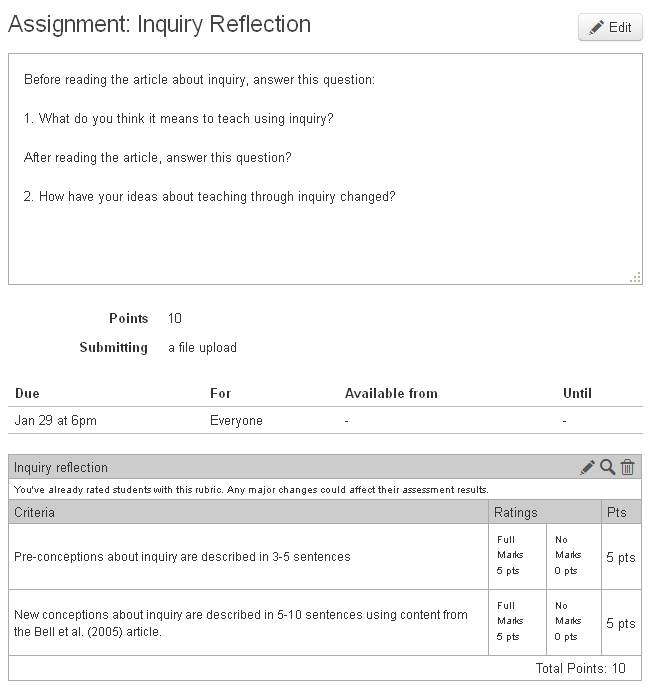 Assignment: Inquiry Reflection
Edit
Before reading the article about inquiry, answer this question:
1. What do you think it means to teach using inquiry?
After reading the article, answer this question?
2. How have your ideas about teaching through inquiry changed?
Points 10
Submitting a file upload
Due For Available from Until
Jan 29 at 6pm Everyone - -
Inquiry reflection
You've already rated students with this rubric. Any major changes could affect their assessment results.
Criteria Ratings Pts
Pre-conceptions about inquiry are described in 3-5 sentences
Full
Marks
5 pts
No
Marks
0 pts
5 pts
New conceptions about inquiry are described in 5-10 sentences using content from
the Bell et al. (2005) article.
Full
Marks
5 pts
No
Marks
0 pts
5 pts
Total Points: 10